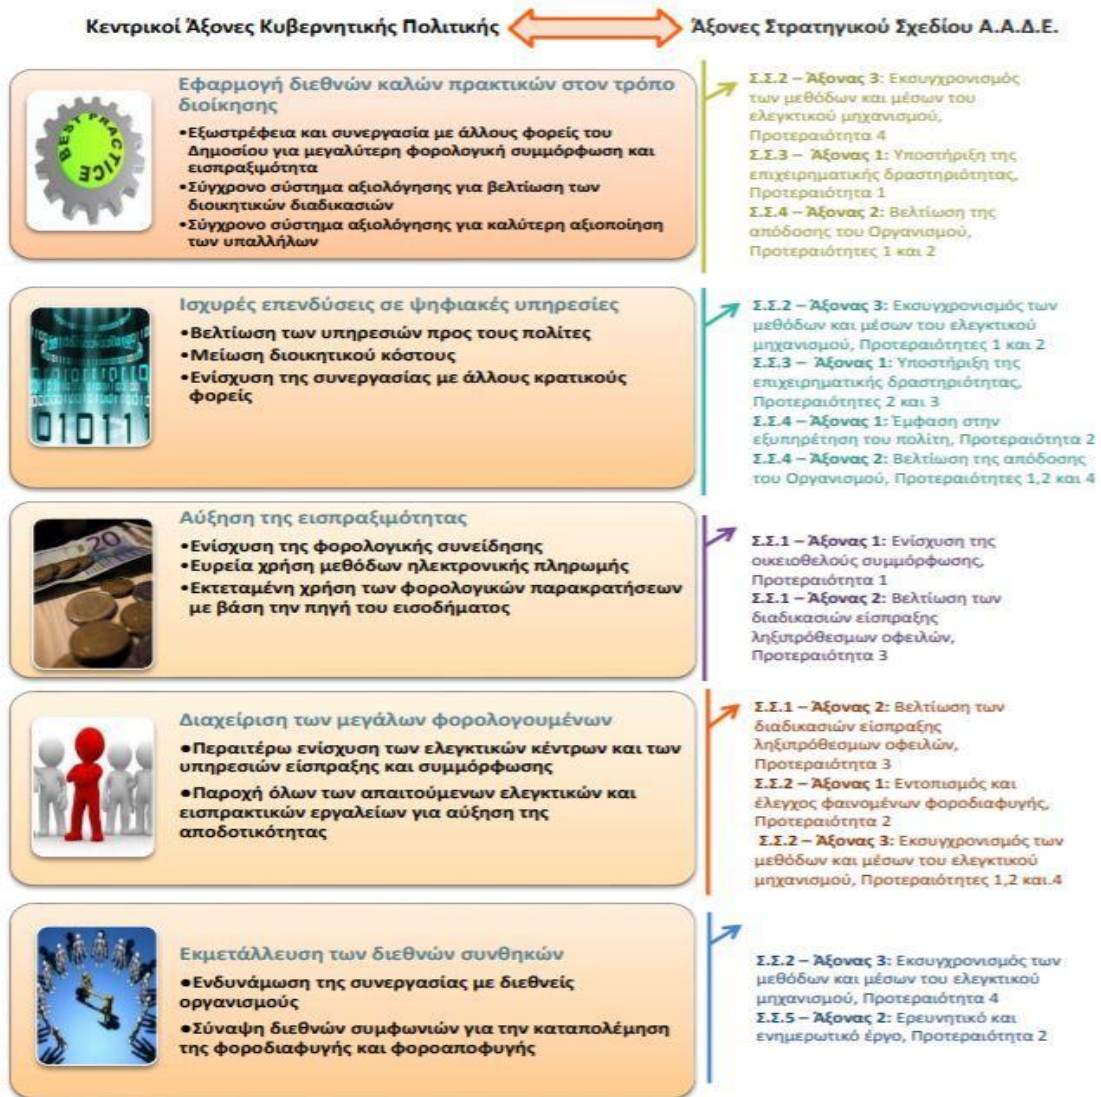 Κεντρικοί Άξονες Κυβερνητικής Πολιτικής
Άξονες Στρατηγικού Σχεδίου Α.Α.Δ.Ε.
BEST PRACTICE
Εφαρμογή διεθνών καλών πρακτικών στον τρόπο
διοίκησης
•Εξωστρέφεια και συνεργασία με άλλους φορείς του
Δημοσίου για μεγαλύτερη φορολογική συμμόρφωση και
εισπραξιμότητα
•Σύγχρονο σύστημα αξιολόγησης για βελτίωση των
διοικητικών διαδικασιών
•Σύγχρονο σύστημα αξιολόγησης για καλύτερη αξιοποίηση
των υπαλλήλων
Σ.Σ.2 – Άξονας 3: Εκσυγχρονισμός
των μεθόδων και μέσων του
ελεγκτικού μηχανισμού,
Προτεραιότητα 4
Σ.Σ.3 – Άξονας 1: Υποστήριξη της
επιχειρηματικής δραστηριότητας,
Προτεραιότητα 1
Σ.Σ.4 – Άξονας 2: Βελτίωση της
απόδοσης του Οργανισμού,
Προτεραιότητες 1 και 2
01011
Ισχυρές επενδύσεις σε ψηφιακές υπηρεσίες
•Βελτίωση των υπηρεσιών προς τους πολίτες
•Μείωση διοικητικού κόστους
•Ενίσχυση της συνεργασίας με άλλους κρατικούς
φορείς
Σ.Σ.2 – Άξονας 3: Εκσυγχρονισμός των
μεθόδων και μέσων του ελεγκτικού
μηχανισμού, Προτεραιότητες 1 και 2
Σ.Σ.3 – Άξονας 1: Υποστήριξη της
επιχειρηματικής δραστηριότητας,
Προτεραιότητες 2 και 3
Σ.Σ.4 – Άξονας 1: Έμφαση στην
εξυπηρέτηση του πολίτη, Προτεραιότητα 2
Σ.Σ.4 – Άξονας 2: Βελτίωση της απόδοσης
του Οργανισμού, Προτεραιότητες 1,2 και 4
20
Αύξηση της εισπραξιμότητας
•Ενίσχυση της φορολογικής συνείδησης
•Ευρεία χρήση μεθόδων ηλεκτρονικής πληρωμής
•Εκτεταμένη χρήση των φορολογικών παρακρατήσεων
με βάση την πηγή του εισοδήματος
Σ.Σ.1 – Άξονας 1: Ενίσχυση της
οικειοθελούς συμμόρφωσης,
Προτεραιότητα 1
Σ.Σ.1 – Άξονας 2: Βελτίωση των
διαδικασιών είσπραξης
ληξιπρόθεσμων οφειλών,
Προτεραιότητα 3
Διαχείριση των μεγάλων φορολογουμένων
●Περαιτέρω ενίσχυση των ελεγκτικών κέντρων και των
υπηρεσιών είσπραξης και συμμόρφωσης
●Παροχή όλων των απαιτούμενων ελεγκτικών και
εισπρακτικών εργαλείων για αύξηση της
αποδοτικότητας
Σ.Σ.1 – Άξονας 2: Βελτίωση των
διαδικασιών είσπραξης
ληξιπρόθεσμων οφειλών,
Προτεραιότητα 3
Σ.Σ.2 – Άξονας 1: Εντοπισμός και
έλεγχος φαινομένων φοροδιαφυγής,
Προτεραιότητα 2
Σ.Σ.2 – Άξονας 3: Εκσυγχρονισμός των
μεθόδων και μέσων του ελεγκτικού
μηχανισμού, Προτεραιότητες 1,2 και.4
Εκμετάλλευση των διεθνών συνθηκών
●Ενδυνάμωση της συνεργασίας με διεθνείς
οργανισμούς
●Σύναψη διεθνών συμφωνιών για την καταπολέμηση
της φοροδιαφυγής και φοροαποφυγής
Σ.Σ.2 – Άξονας 3: Εκσυγχρονισμός των
μεθόδων και μέσων του ελεγκτικού
μηχανισμού, Προτεραιότητα 4
Σ.Σ.5 – Άξονας 2: Ερευνητικό και
ενημερωτικό έργο, Προτεραιότητα 2